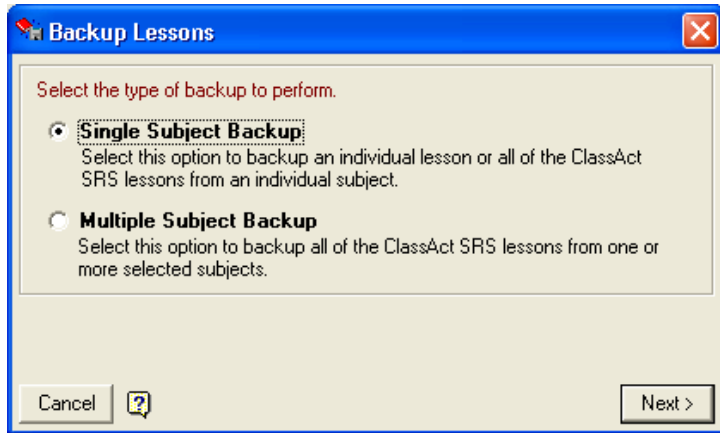 Backup Lessons
Select the type of backup to perform.
Single Subject Backup
Select this option to backup an individual lesson or all of the ClassAct
SRS lessons from an individual subject.
Multiple Subject Backup
Select this option to backup all of the ClassAct SRS lessons from one or
more selected subjects.
Cancel
?
Next >